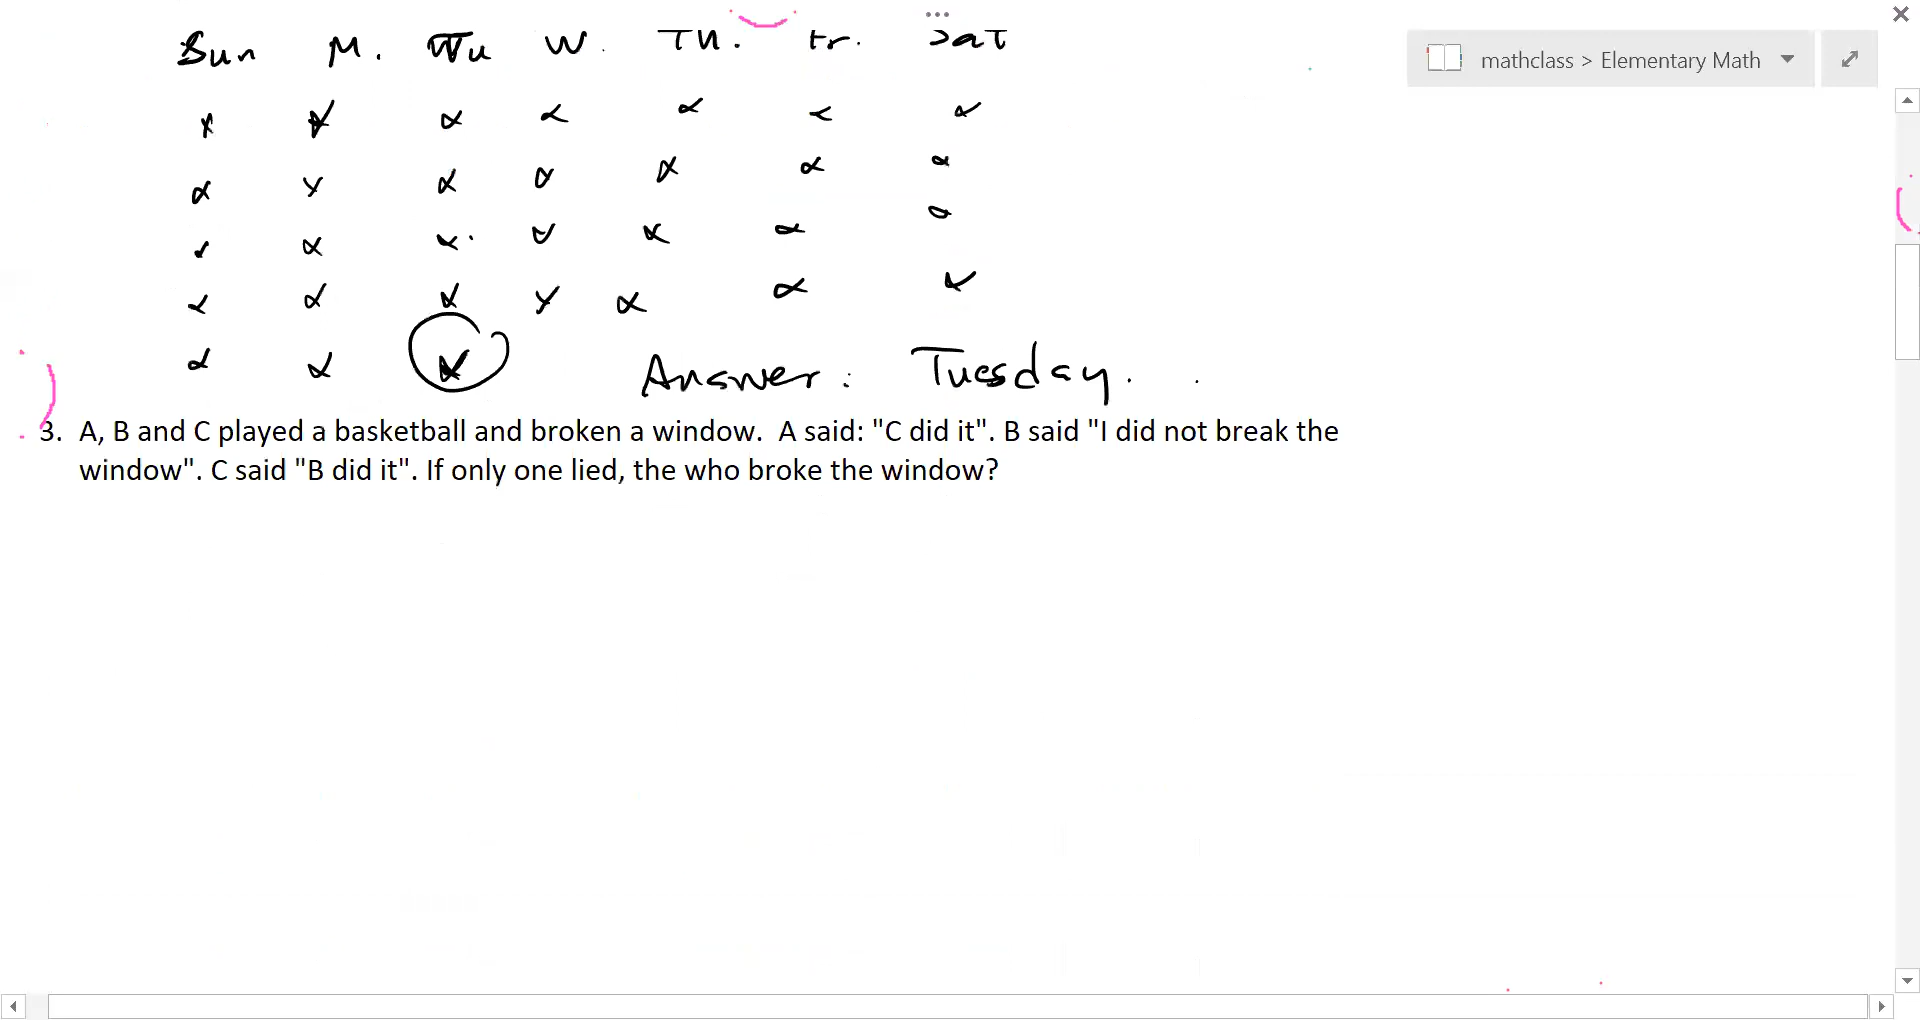 Sun M. Tu W. Th. Fr. Sat
mathclass > Elementary Math
Answer: Tuesday.
3. A, B and C played a basketball and broken a window. A said: "C did it". B said "I did not break the
window". C said "B did it". If only one lied, the who broke the window?